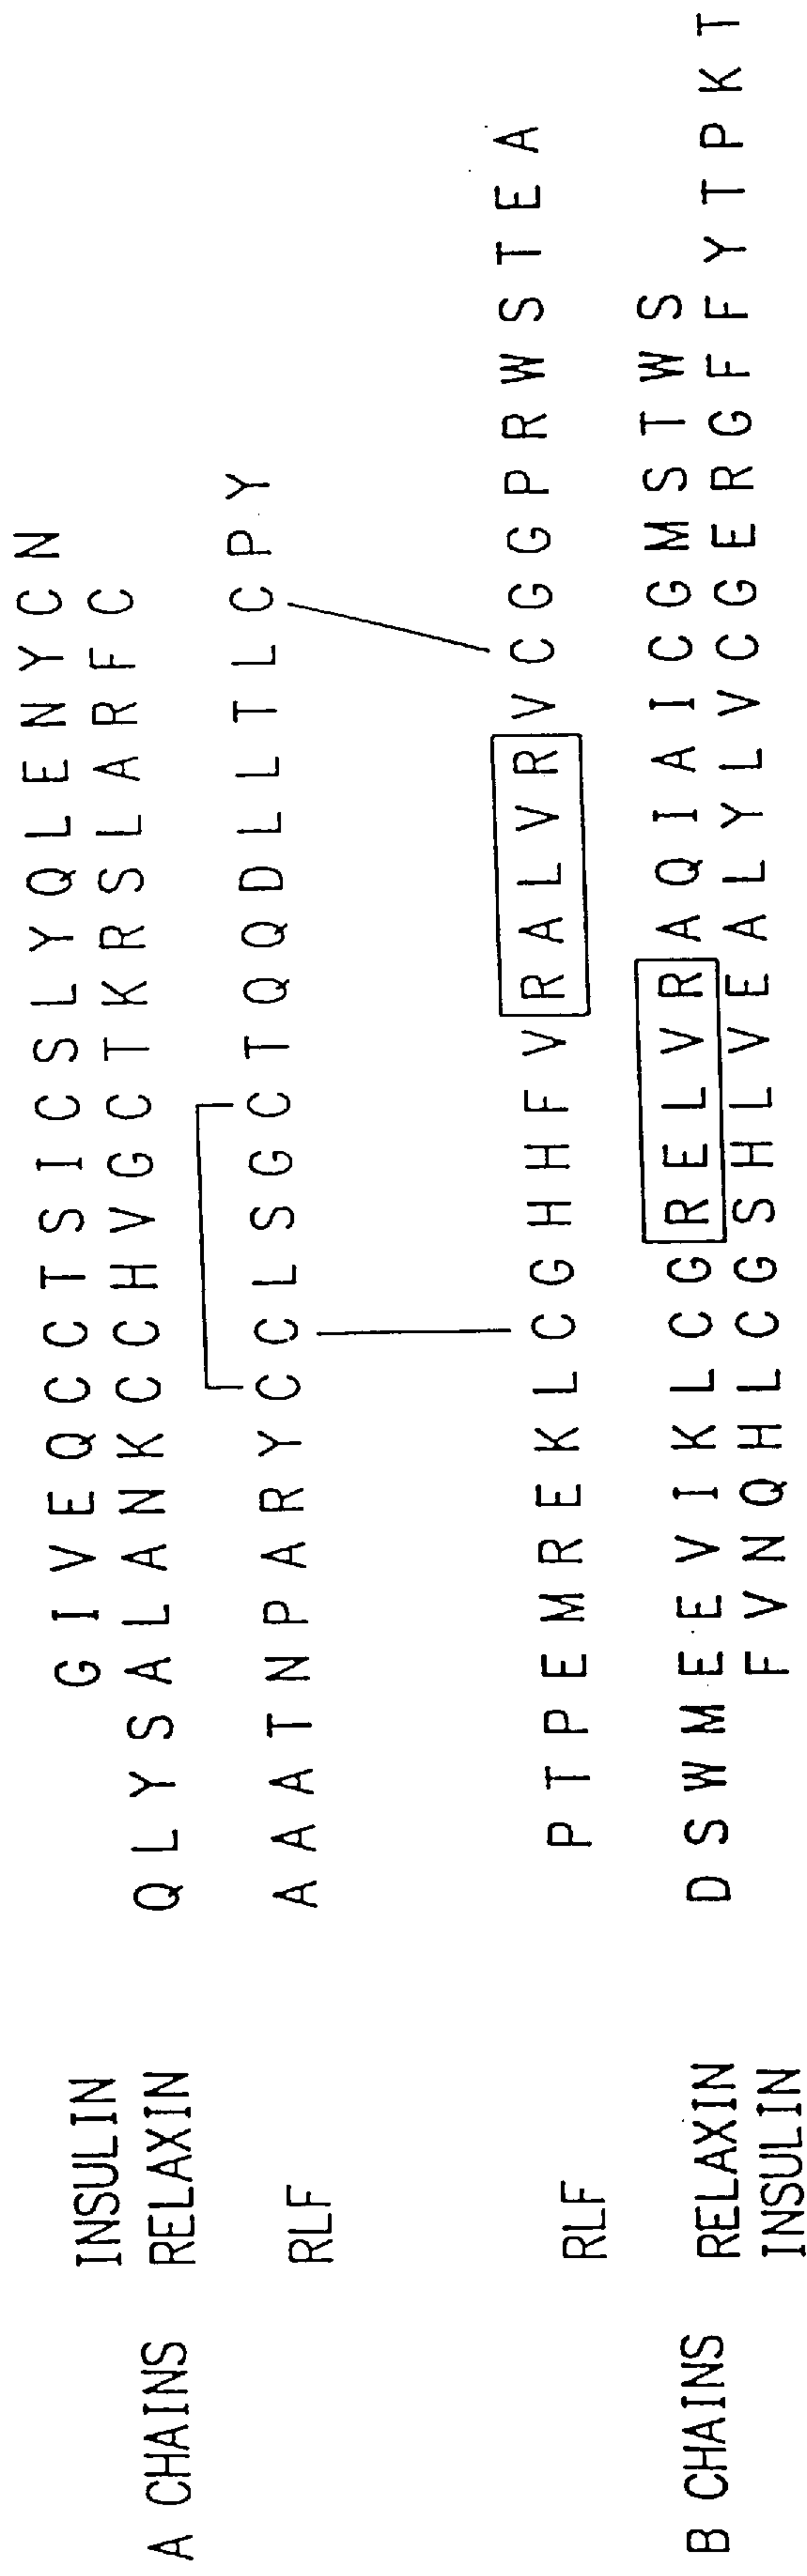 INSULIN G I V E Q C C T S I C S L Y Q L E N Y C N
A CHAINS RELAXIN Q L Y S A L A N K C C H V G C T K R S L A R F C
RLF A A A T N P A R Y C C L S G C T Q Q D L L T L C P Y
RLF P T P E M R E K L C G H H F V R A L V R V C G G P R W S T E A
B CHAINS RELAXIN D S W M E E V I K L C G R E L V R A Q I A I C G M S T W S
INSULIN F V N Q H L C G S H L V E A L Y L V C G E R G F F Y T P K T